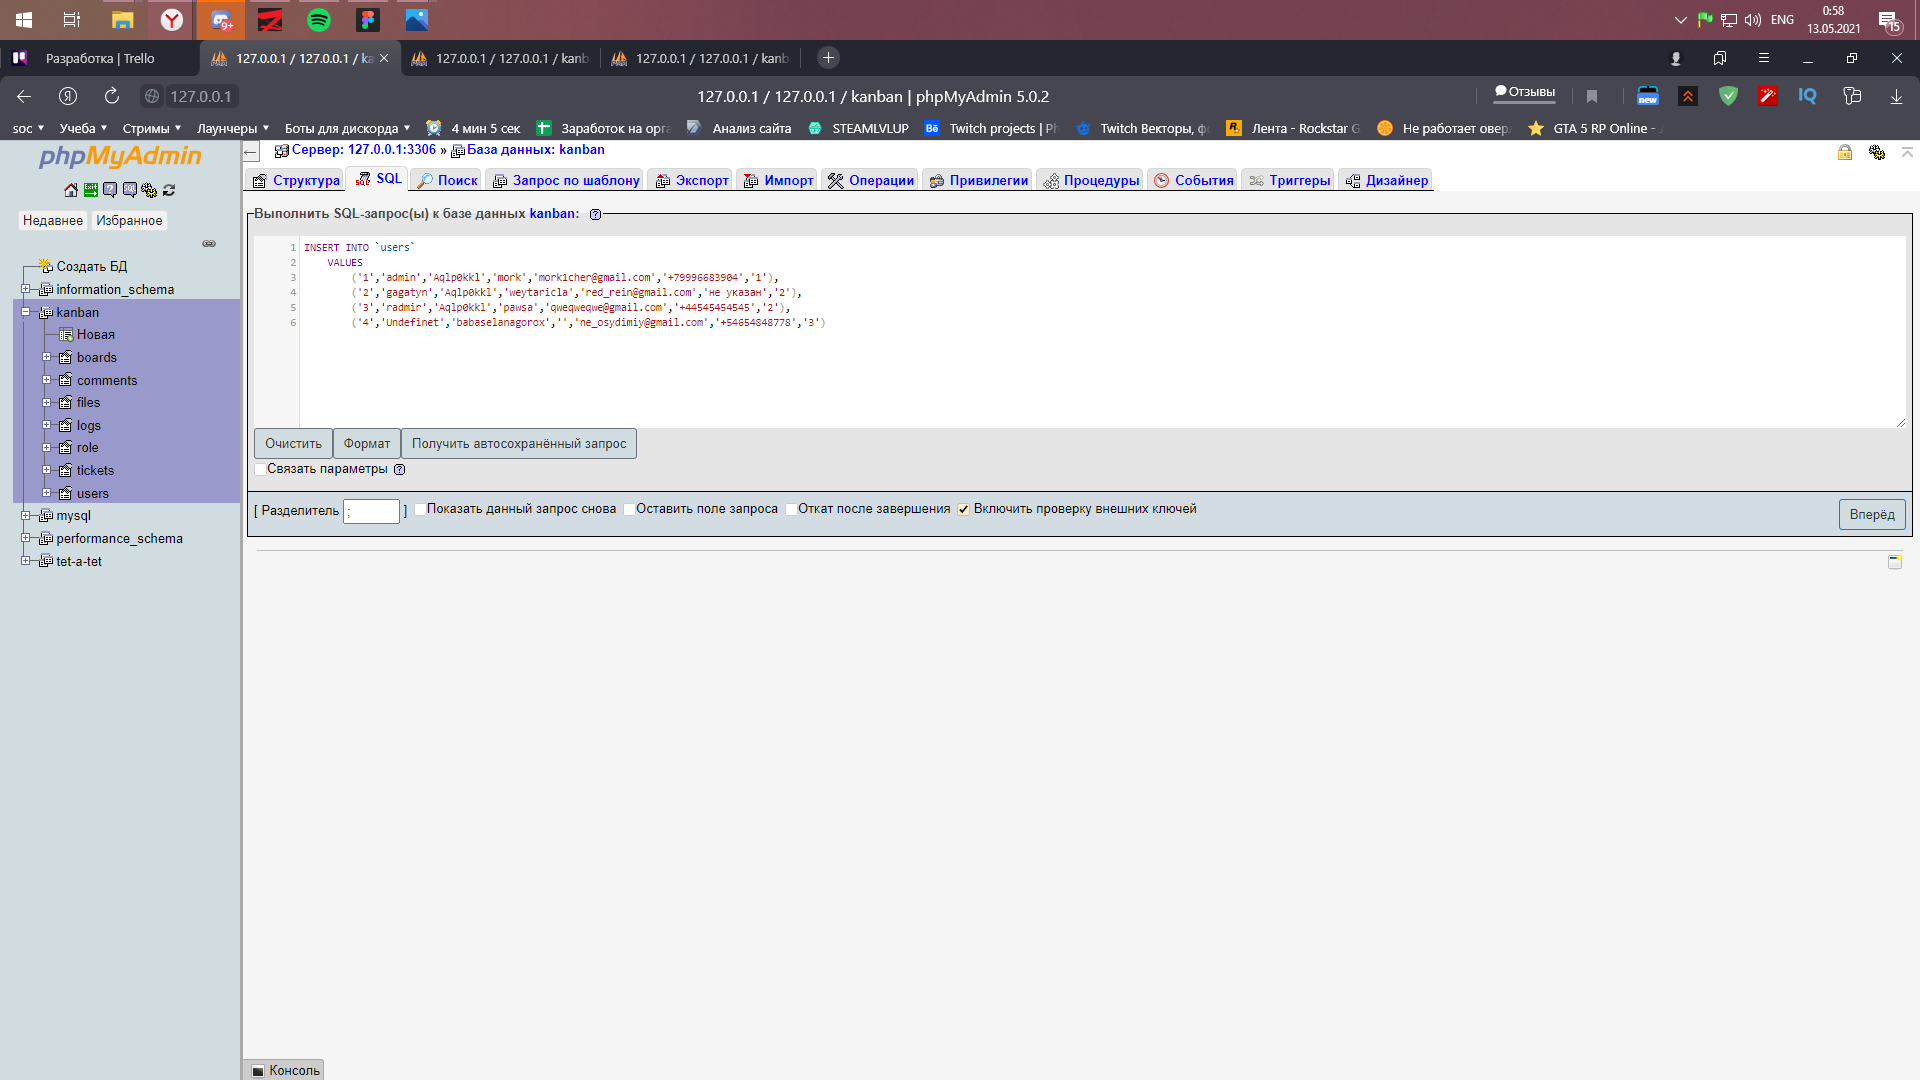 9+
ENG
0:58
13.05.2021
15
Разработка | Trello
127.0.0.1 / 127.0.0.1 / ka
127.0.0.1 / 127.0.0.1 / kanb
127.0.0.1 / 127.0.0.1 / kanb
127.0.0.1
127.0.0.1 / 127.0.0.1 / kanban | phpMyAdmin 5.0.2
Отзывы
new
IQ
soc
Учеба
Стримы
Лаунчеры
Боты для дискорда
4 мин 5 сек
Заработок на орга
Анализ сайта
STEAMLVLUP
Bē
Twitch projects | Ph
Twitch Векторы, фо
Лента - Rockstar G
Не работает овер
GTA 5 RP Online -
phpMyAdmin
Недавнее
Избранное
Создать БД
information_schema
kanban
Новая
boards
comments
files
logs
role
tickets
users
mysql
performance_schema
tet-a-tet
Сервер: 127.0.0.1:3306 » База данных: kanban
Структура
SQL
Поиск
Запрос по шаблону
Экспорт
Импорт
Операции
Привилегии
Процедуры
События
Триггеры
Дизайнер
Выполнить SQL-запрос(ы) к базе данных kanban:
1 INSERT INTO `users`
2 VALUES
3 ('1','admin','Aqlp0kkl','mork','mork1cher@gmail.com','+79996683904','1'),
4 ('2','gagatyn','Aqlp0kkl','weytaricla','red_rein@gmail.com','не указан','2'),
5 ('3','radmir','Aqlp0kkl','pawsa','qweqweqwe@gmail.com','+44545454545','2'),
6 ('4','Undefinet','babaselanagorox','','ne_osydimiy@gmail.com','+54654848778','3')
Очистить
Формат
Получить автосохранённый запрос
Связать параметры
[ Разделитель ; ]
Показать данный запрос снова
Оставить поле запроса
Откат после завершения
Включить проверку внешних ключей
Вперёд
Консоль